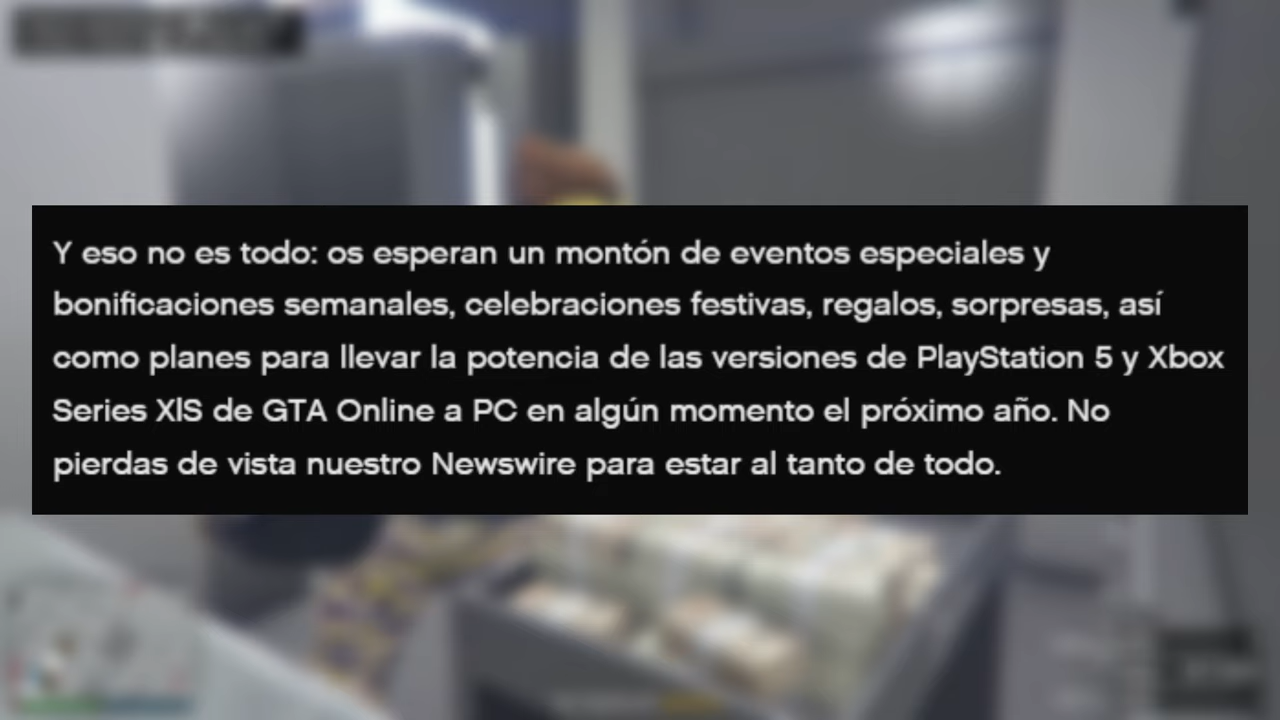 Y eso no es todo: os esperan un montón de eventos especiales y
bonificaciones semanales, celebraciones festivas, regalos, sorpresas, así
como planes para llevar la potencia de las versiones de PlayStation 5 y Xbox
Series X|S de GTA Online a PC en algún momento el próximo año. No
pierdas de vista nuestro Newswire para estar al tanto de todo.